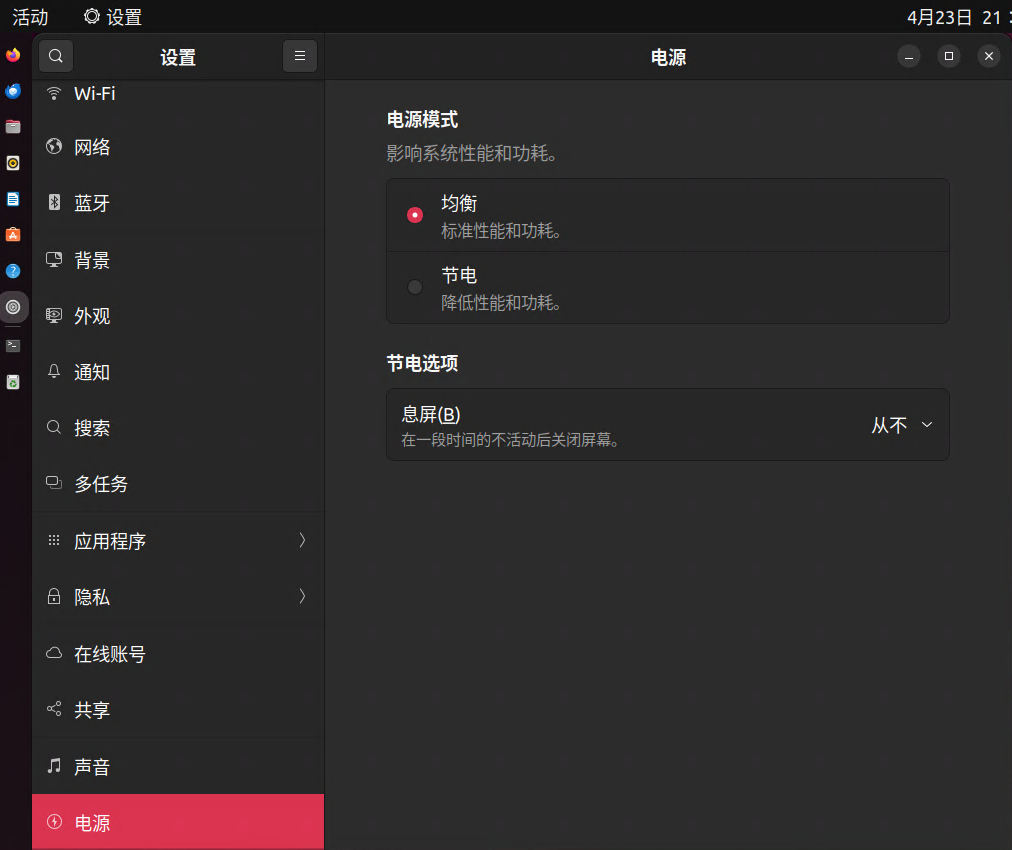 活动
设置
4月23日 21
设置
电源
Wi-Fi
网络
蓝牙
背景
外观
通知
搜索
多任务
应用程序
隐私
在线账号
共享
声音
电源
电源模式
影响系统性能和功耗。
均衡
标准性能和功耗。
节电
降低性能和功耗。
节电选项
息屏(B)
在一段时间的不活动后关闭屏幕。
从不